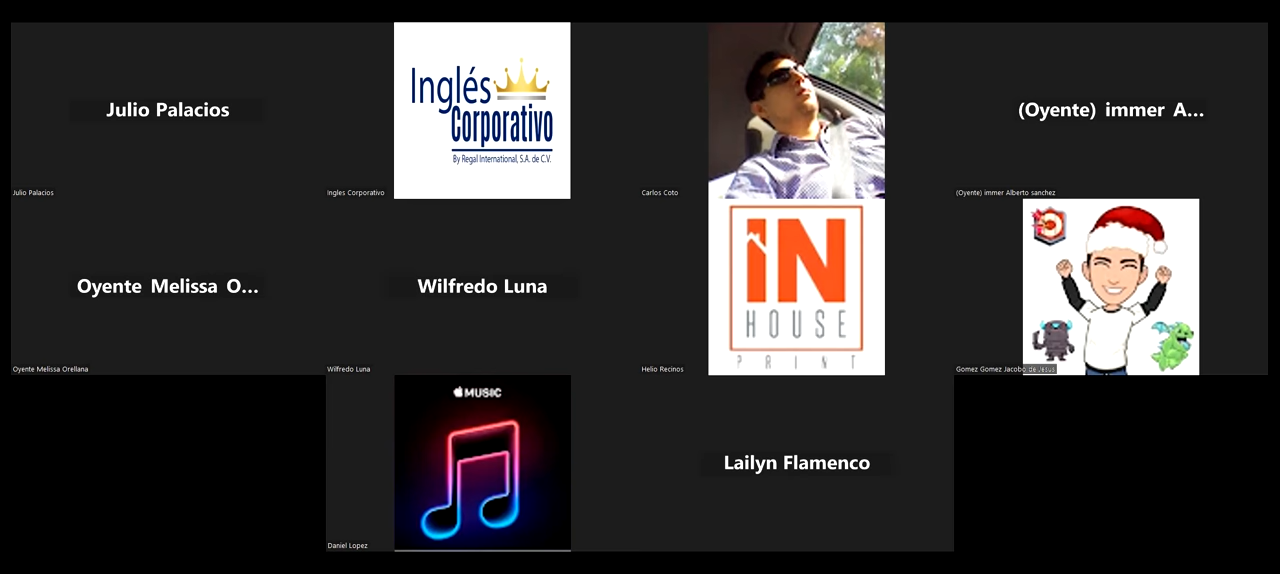 Julio Palacios
Julio Palacios
Inglés
Corporativo
By Regal International, S.A. de C.V.
Ingles Corporativo
Carlos Coto
(Oyente) immer A...
(Oyente) immer Alberto sanchez
Oyente Melissa O...
Oyente Melissa Orellana
Wilfredo Luna
Wilfredo Luna
IN
HOUSE
PRINT
Helio Recinos
Gomez Gomez Jacobo de Jesus
MUSIC
Daniel Lopez
Lailyn Flamenco